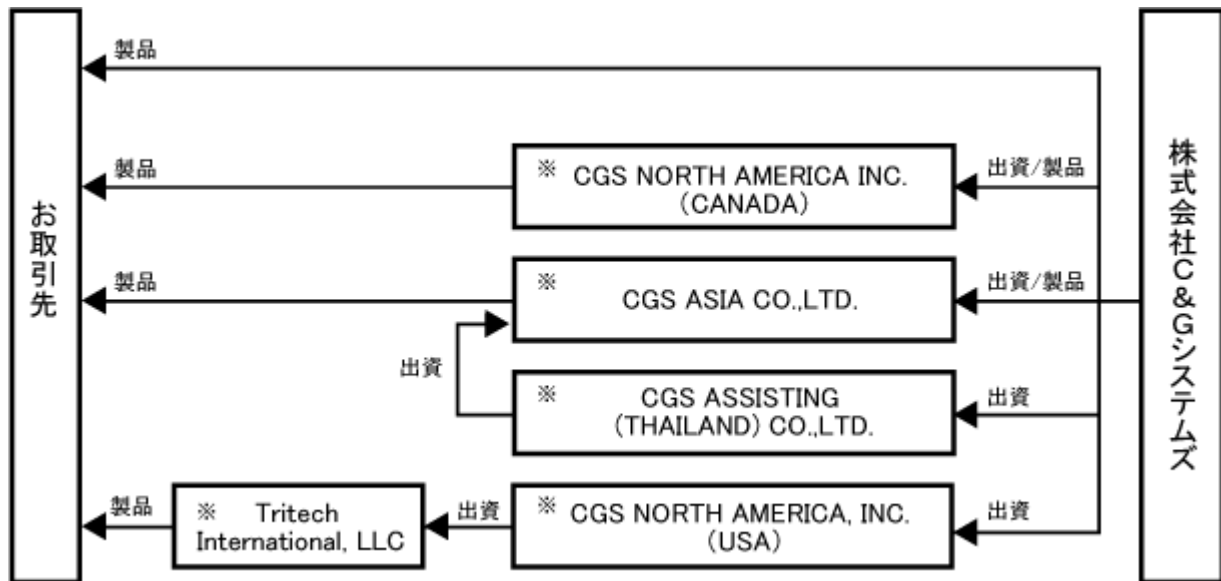 お取引先
製品
製品
※ CGS NORTH AMERICA INC.
(CANADA)
出資/製品
製品
※ CGS ASIA CO.,LTD.
出資/製品
出資
※ CGS ASSISTING
(THAILAND) CO.,LTD.
出資
製品
※ Tritech
International, LLC
出資
※ CGS NORTH AMERICA, INC.
(USA)
出資
株式会社C&Gシステムズ